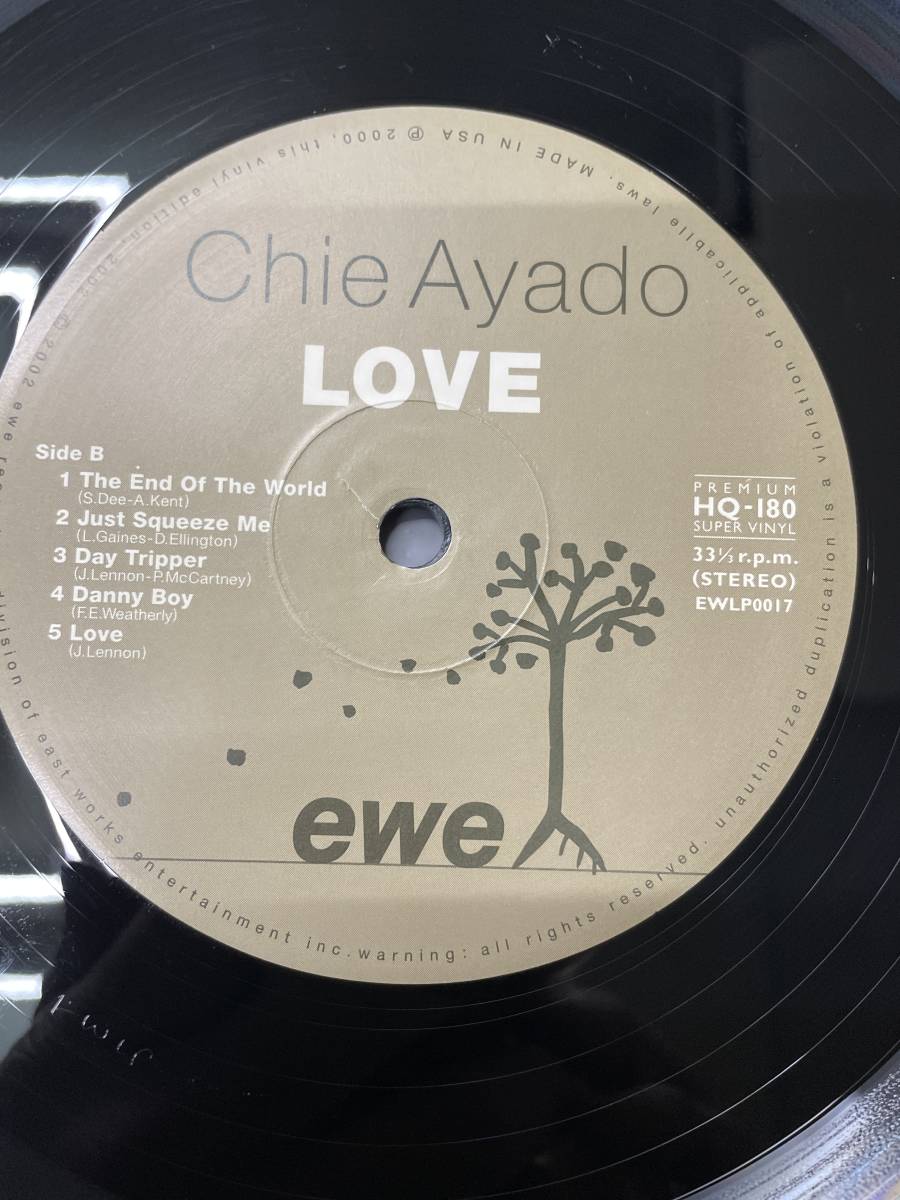 Chie Ayado
LOVE
Side B
1 The End Of The World
(S.Dee-A.Kent)
2 Just Squeeze Me
(L.Gaines-D.Ellington)
3 Day Tripper
(J.Lennon-P.McCartney)
4 Danny Boy
(F.E.Weatherly)
5 Love
(J.Lennon)
PREMIUM
HQ-180
SUPER VINYL
33⅓ r.p.m.
(STEREO)
EWLP0017
ewe
℗ 2000, this vinyl edition, 2002 © 2002 ewe division of east works entertainment inc. warning: all rights reserved. unauthorized duplication is a violation of applicabile laws. MADE IN USA